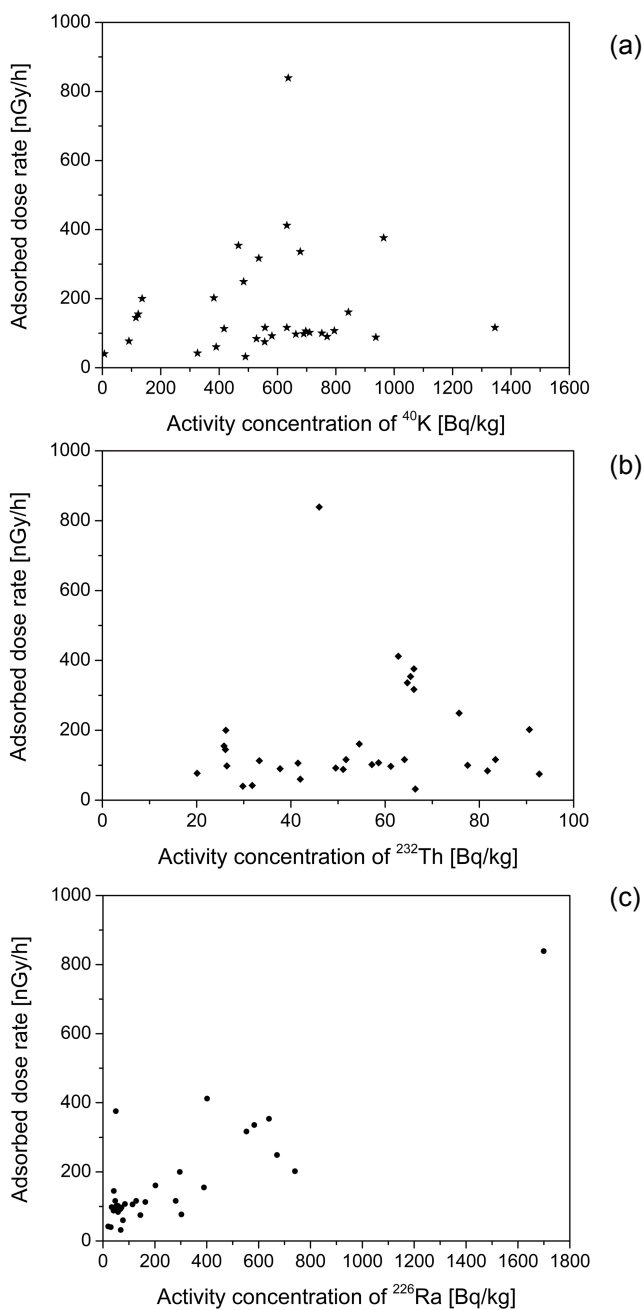 (a)
Adsorbed dose rate [nGy/h]
1000
800
600
400
200
0
0 200 400 600 800 1000 1200 1400 1600
Activity concentration of ⁴⁰K [Bq/kg]
(b)
Adsorbed dose rate [nGy/h]
1000
800
600
400
200
0
0 20 40 60 80 100
Activity concentration of ²³²Th [Bq/kg]
(c)
Adsorbed dose rate [nGy/h]
1000
800
600
400
200
0
0 200 400 600 800 1000 1200 1400 1600 1800
Activity concentration of ²²⁶Ra [Bq/kg]